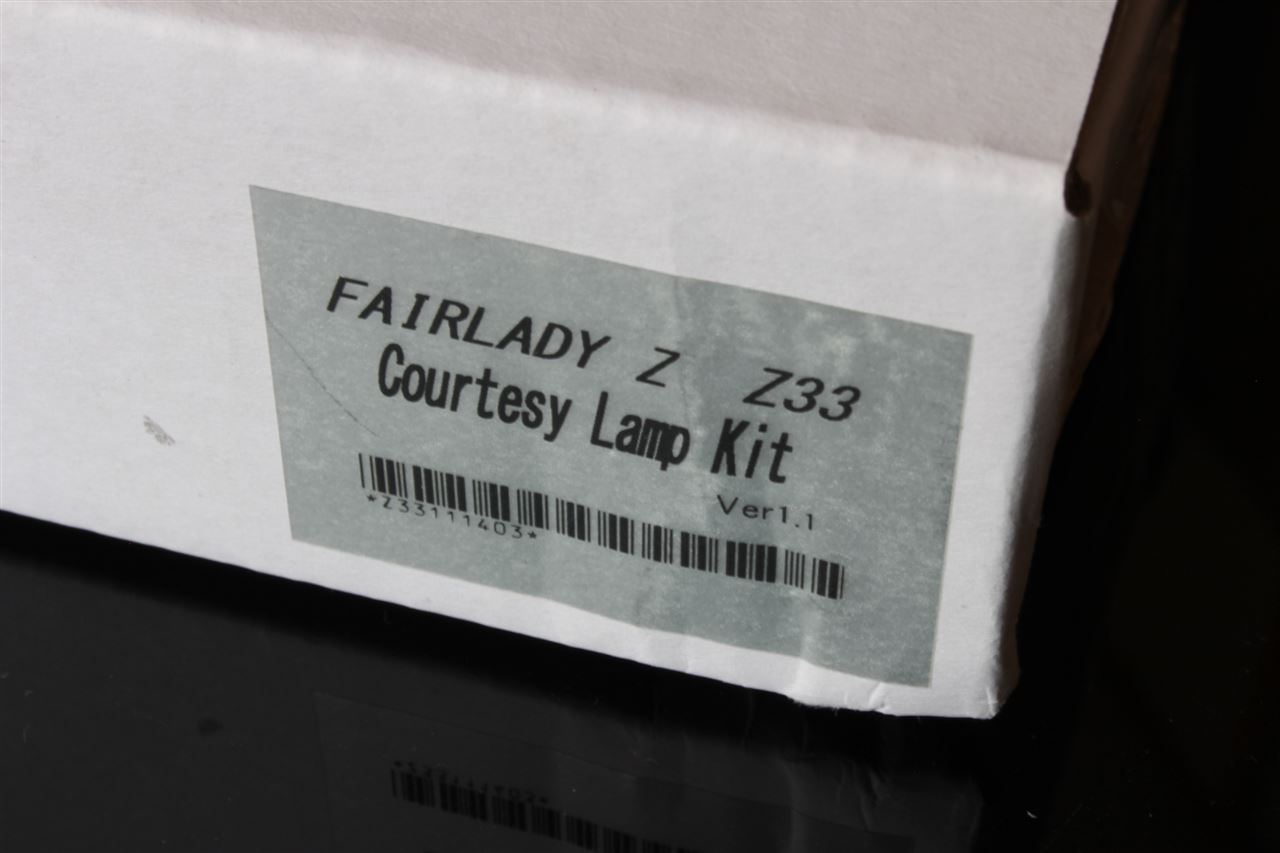 FAIRLADY Z Z33
Courtesy Lamp Kit
Ver1.1
*Z33111403*